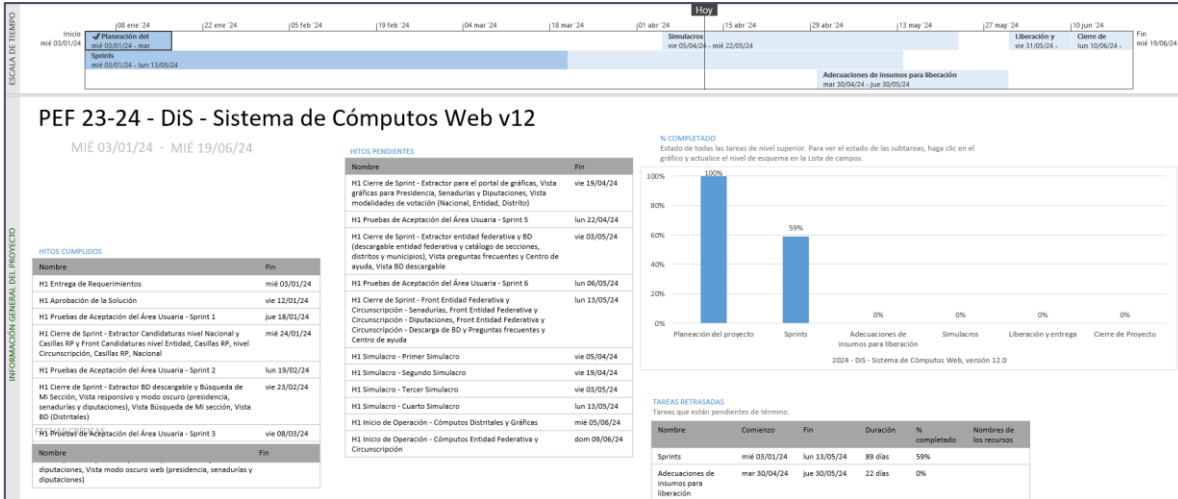 ESCALA DE TIEMPO
Hoy
08 ene '24
22 ene '24
05 feb '24
19 feb '24
04 mar '24
18 mar '24
01 abr '24
15 abr '24
29 abr '24
13 may '24
27 may '24
10 jun '24
Inicio
mié 03/01/24
Planeación del
mié 03/01/24 - mar
Simulacros
vie 05/04/24 - mié 22/05/24
Liberación y
vie 31/05/24 -
Cierre de
lun 10/06/24 -
Fin
mié 19/06/24
Sprints
mié 03/01/24 - lun 13/05/24
Adecuaciones de insumos para liberación
mar 30/04/24 - jue 30/05/24
INFORMACIÓN GENERAL DEL PROYECTO
PEF 23-24 - DiS - Sistema de Cómputos Web v12
MIÉ 03/01/24 - MIÉ 19/06/24
HITOS CUMPLIDOS
Nombre Fin
H1 Entrega de Requerimientos mié 03/01/24
H1 Aprobación de la Solución vie 12/01/24
H1 Pruebas de Aceptación del Área Usuaria - Sprint 1 jue 18/01/24
H1 Cierre de Sprint - Extractor Candidaturas nivel Nacional y mié 24/01/24
Casillas RP y Front Candidaturas nivel Entidad, Casillas RP, nivel
Circunscripción, Casillas RP, Nacional
H1 Pruebas de Aceptación del Área Usuaria - Sprint 2 lun 19/02/24
H1 Cierre de Sprint - Extractor BD descargable y Búsqueda de vie 23/02/24
Mi Sección, Vista responsivo y modo oscuro (presidencia,
senadurías y diputaciones), Vista Búsqueda de Mi sección, Vista
BD (Distritales)
H1 Pruebas de Aceptación del Área Usuaria - Sprint 3 vie 08/03/24
FECHAS CRÍTICAS
Nombre Fin
diputaciones, Vista modo oscuro web (presidencia, senadurías y
diputaciones)
HITOS PENDIENTES
Nombre Fin
H1 Cierre de Sprint - Extractor para el portal de gráficas, Vista vie 19/04/24
gráficas para Presidencia, Senadurías y Diputaciones, Vista
modalidades de votación (Nacional, Entidad, Distrito)
H1 Pruebas de Aceptación del Área Usuaria - Sprint 5 lun 22/04/24
H1 Cierre de Sprint - Extractor entidad federativa y BD vie 03/05/24
(descargable entidad federativa y catálogo de secciones,
distritos y municipios), Vista preguntas frecuentes y Centro de
ayuda, Vista BD descargable
H1 Pruebas de Aceptación del Área Usuaria - Sprint 6 lun 06/05/24
H1 Cierre de Sprint - Front Entidad Federativa y lun 13/05/24
Circunscripción - Senadurías, Front Entidad Federativa y
Circunscripción - Diputaciones, Front Entidad Federativa y
Circunscripción - Descarga de BD y Preguntas frecuentes y
Centro de ayuda
H1 Simulacro - Primer Simulacro vie 05/04/24
H1 Simulacro - Segundo Simulacro vie 19/04/24
H1 Simulacro - Tercer Simulacro vie 03/05/24
H1 Simulacro - Cuarto Simulacro lun 13/05/24
H1 Inicio de Operación - Cómputos Distritales y Gráficas mié 05/06/24
H1 Inicio de Operación - Cómputos Entidad Federativa y dom 09/06/24
Circunscripción
% COMPLETADO
Estado de todas las tareas de nivel superior. Para ver el estado de las subtareas, haga clic en el
gráfico y actualice el nivel de esquema en la Lista de campos.
100%
80%
60%
40%
20%
0%
100%
59%
0%
0%
0%
0%
Planeación del proyecto
Sprints
Adecuaciones de
insumos para liberación
Simulacros
Liberación y entrega
Cierre de Proyecto
2024 - DiS - Sistema de Cómputos Web, versión 12.0
TAREAS RETRASADAS
Tareas que están pendientes de término.
Nombre Comienzo Fin Duración % completado Nombres de los recursos
Sprints mié 03/01/24 lun 13/05/24 89 días 59%
Adecuaciones de mar 30/04/24 jue 30/05/24 22 días 0%
insumos para
liberación